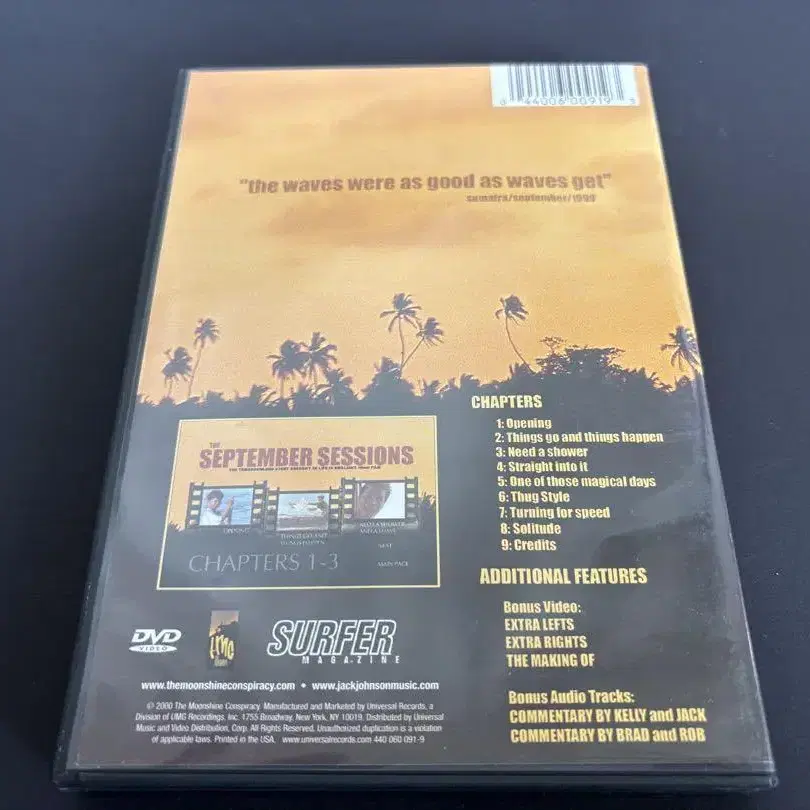 0 44006 00919 3
"the waves were as good as waves get"
sumatra/september/1999
CHAPTERS
1: Opening
2: Things go and things happen
3: Need a shower
4: Straight into it
5: One of those magical days
6: Thug Style
7: Turning for speed
8: Solitude
9: Credits
THE
SEPTEMBER SESSIONS
CHAPTERS 1-3
NEXT
MAIN PAGE
ADDITIONAL FEATURES
Bonus Video:
EXTRA LEFTS
EXTRA RIGHTS
THE MAKING OF
Bonus Audio Tracks:
COMMENTARY BY KELLY and JACK
COMMENTARY BY BRAD and ROB
DVD
VIDEO
SURFER
MAGAZINE
www.themoonshineconspiracy.com • www.jackjohnsonmusic.com
© 2000 The Moonshine Conspiracy Manufactured and Marketed by Universal Records, a
Division of UMG Recordings, Inc. 1755 Broadway, New York, NY, 10019. Distributed by Universal
Music and Video Distribution, Corp. All Rights Reserved. Unauthorized duplication is a violation
of applicable laws. Printed in the USA. www.universalrecords.com 440 060 091-9